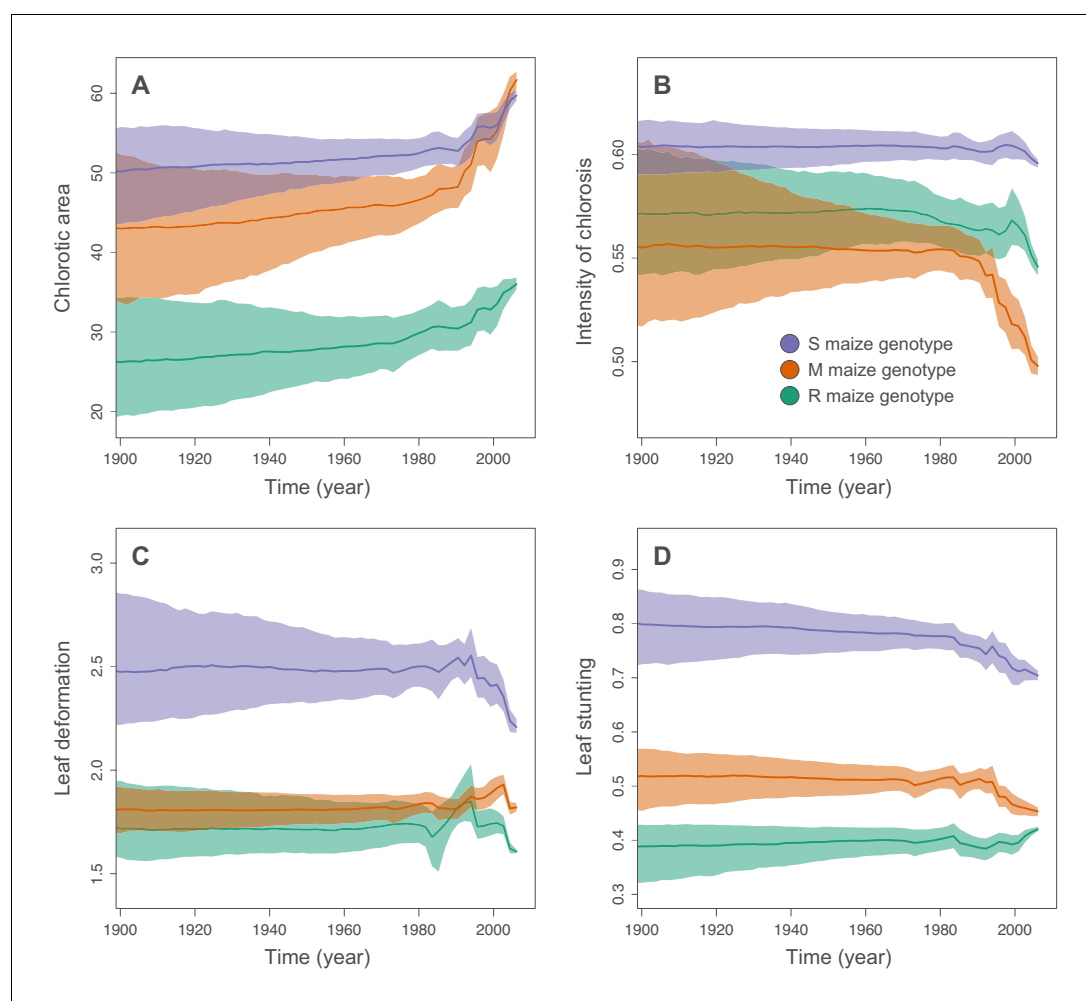 A
Chlorotic area
60
50
40
30
20
1900 1920 1940 1960 1980 2000
Time (year)
B
Intensity of chlorosis
0.60
0.55
0.50
S maize genotype
M maize genotype
R maize genotype
1900 1920 1940 1960 1980 2000
Time (year)
C
Leaf deformation
3.0
2.5
2.0
1.5
1900 1920 1940 1960 1980 2000
Time (year)
D
Leaf stunting
0.9
0.8
0.7
0.6
0.5
0.4
0.3
1900 1920 1940 1960 1980 2000
Time (year)